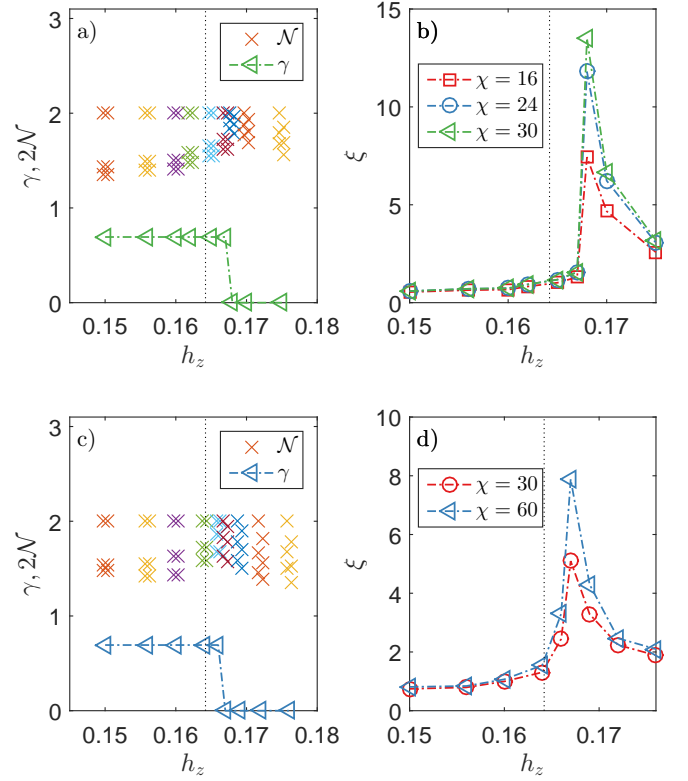 a)
2
1
0
γ, 2𝒩
𝒩
γ
0.15 0.16 0.17 0.18
h_z
b)
15
10
5
0
ξ
χ = 16
χ = 24
χ = 30
0.15 0.16 0.17
h_z
c)
2
1
0
γ, 2𝒩
𝒩
γ
0.15 0.16 0.17 0.18
h_z
d)
10
8
6
4
2
0
ξ
χ = 30
χ = 60
0.15 0.16 0.17
h_z